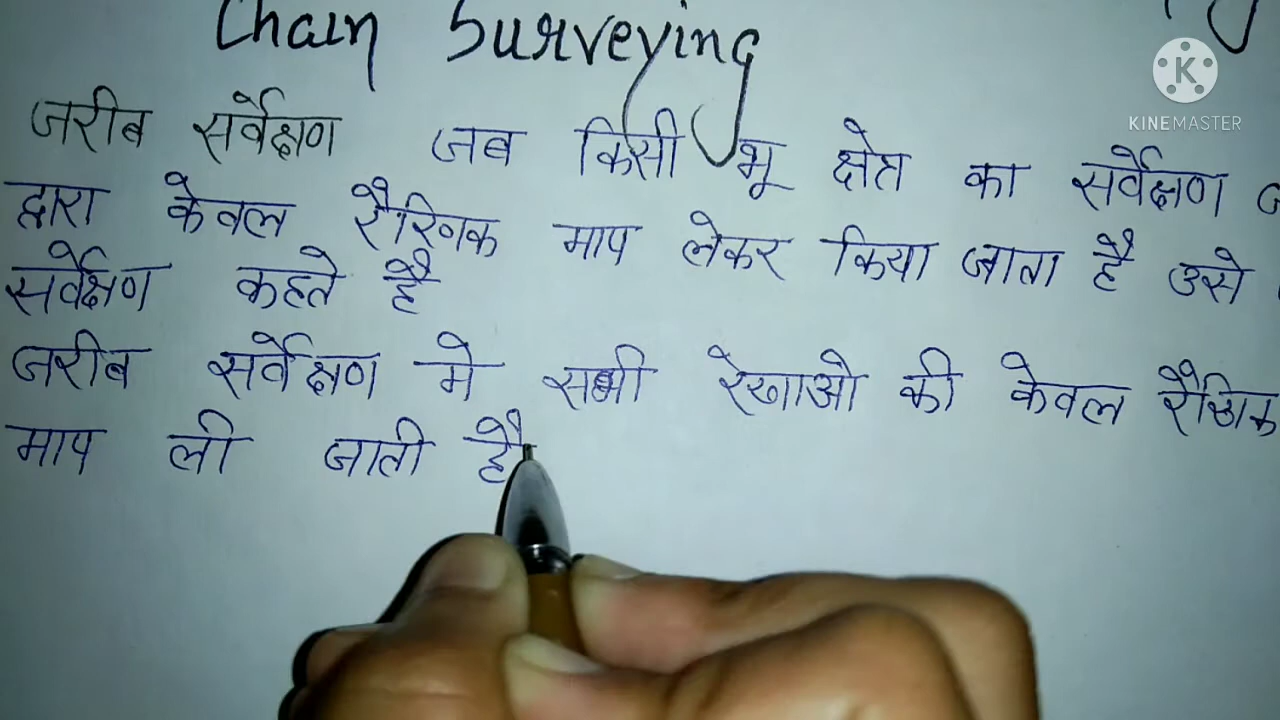 Chain Surveying
K
KINEMASTER
जरीब सर्वेक्षण जब किसी भू क्षेत्र का सर्वेक्षण
द्वारा केवल रैखिक माप लेकर किया जाता है उसे
सर्वेक्षण कहते है
जरीब सर्वेक्षण मे सभी रेखाओ की केवल रैखिक
माप ली जाती है